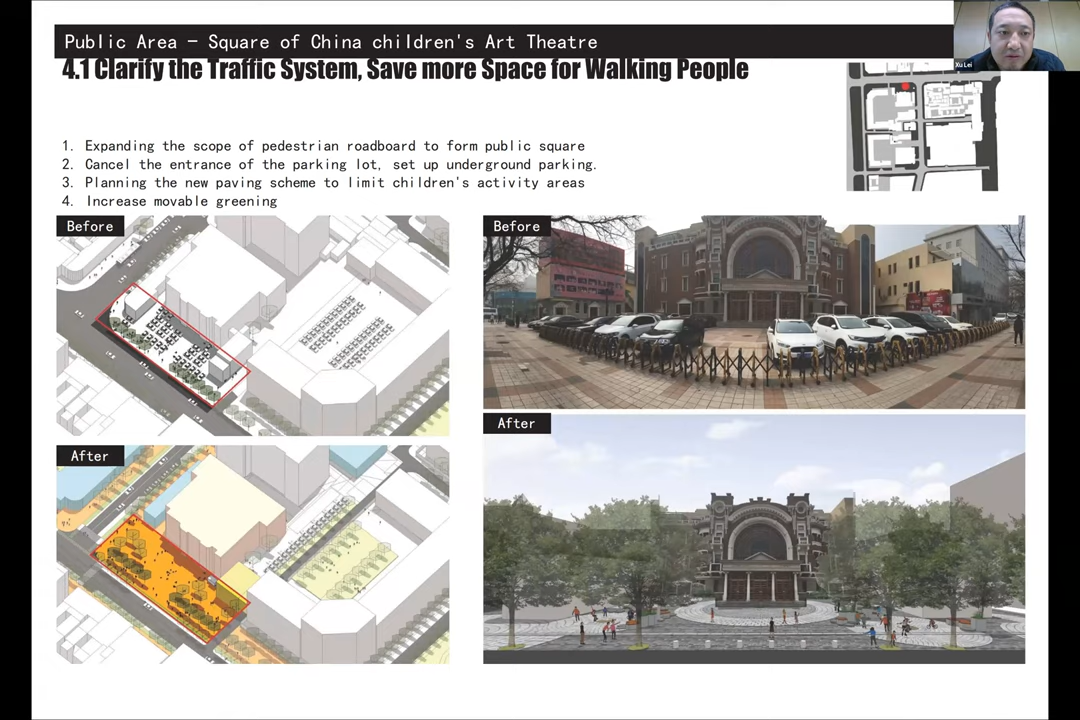 Public Area - Square of China children's Art Theatre
Xu Lei
4.1 Clarify the Traffic System, Save more Space for Walking People
1. Expanding the scope of pedestrian roadboard to form public square
2. Cancel the entrance of the parking lot, set up underground parking.
3. Planning the new paving scheme to limit children's activity areas
4. Increase movable greening
Before
Before
After
After